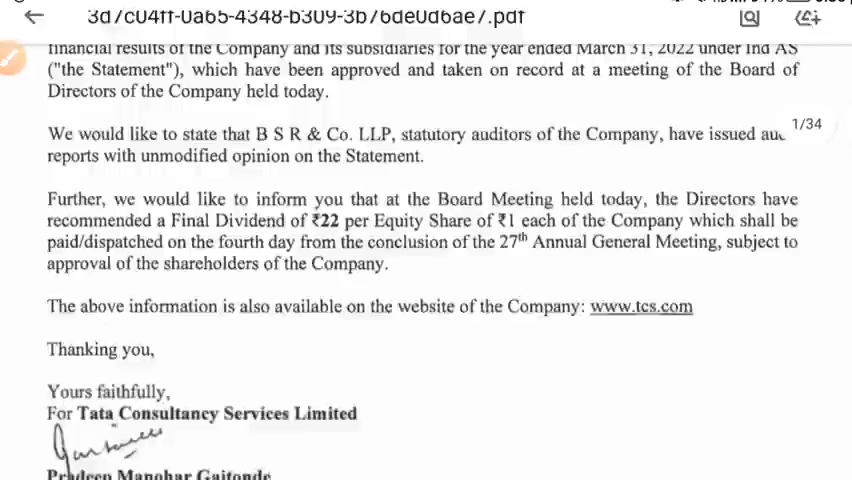 3d7c04ff-0a65-4348-b309-3b76de0d6ae7.pdf
financial results of the Company and its subsidiaries for the year ended March 31, 2022 under Ind AS
("the Statement"), which have been approved and taken on record at a meeting of the Board of
Directors of the Company held today.
1/34
We would like to state that B S R & Co. LLP, statutory auditors of the Company, have issued
reports with unmodified opinion on the Statement.
Further, we would like to inform you that at the Board Meeting held today, the Directors have
recommended a Final Dividend of ₹22 per Equity Share of ₹1 each of the Company which shall be
paid/dispatched on the fourth day from the conclusion of the 27th Annual General Meeting, subject to
approval of the shareholders of the Company.
The above information is also available on the website of the Company: www.tcs.com
Thanking you,
Yours faithfully,
For Tata Consultancy Services Limited
Pradeep Manohar Gaitonde